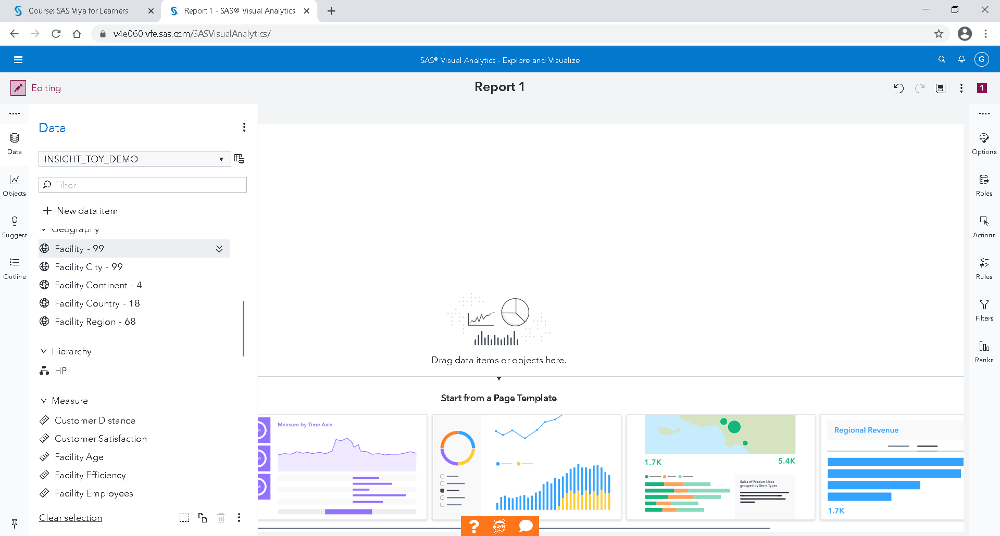 Course: SAS Viya for Learners
Report 1 - SAS® Visual Analytics
v4e060.vfe.sas.com/SASVisualAnalytics/
SAS® Visual Analytics - Explore and Visualize
G
Editing
Report 1
1
Data
Data
Objects
Suggest
Outline
INSIGHT_TOY_DEMO
Filter
New data item
Geography
Facility - 99
Facility City - 99
Facility Continent - 4
Facility Country - 18
Facility Region - 68
Hierarchy
HP
Measure
Customer Distance
Customer Satisfaction
Facility Age
Facility Efficiency
Facility Employees
Clear selection
Drag data items or objects here.
Start from a Page Template
M
M
M
Measure by Time Axis
1.7K
5.4K
Sales of Product Lines
grouped by Store Types
Regional Revenue
1.7K
?
jupyter
Options
Roles
Actions
Rules
Filters
Ranks